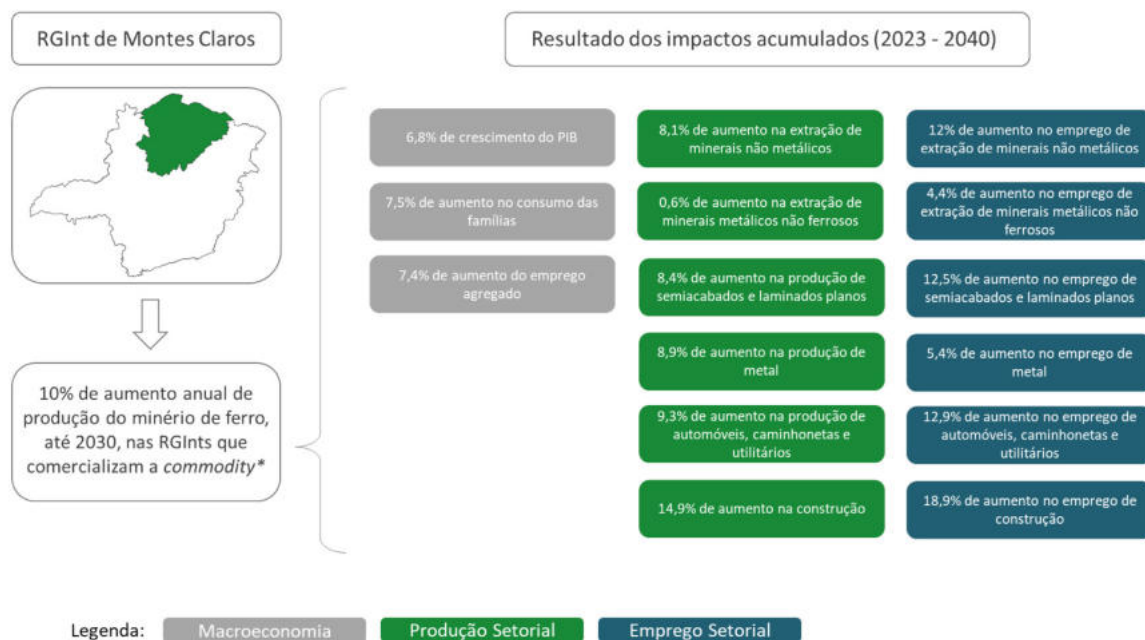 RGInt de Montes Claros
Resultado dos impactos acumulados (2023 - 2040)
10% de aumento anual de
produção do minério de ferro,
até 2030, nas RGInts que
comercializam a commodity*
6,8% de crescimento do PIB
7,5% de aumento no consumo das
famílias
7,4% de aumento do emprego
agregado
8,1% de aumento na extração de
minerais não metálicos
0,6% de aumento na extração de
minerais metálicos não ferrosos
8,4% de aumento na produção de
semiacabados e laminados planos
8,9% de aumento na produção de
metal
9,3% de aumento na produção de
automóveis, caminhonetas e
utilitários
14,9% de aumento na construção
12% de aumento no emprego de
extração de minerais não metálicos
4,4% de aumento no emprego de
extração de minerais metálicos não
ferrosos
12,5% de aumento no emprego de
semiacabados e laminados planos
5,4% de aumento no emprego de
metal
12,9% de aumento no emprego de
automóveis, caminhonetas e
utilitários
18,9% de aumento no emprego de
construção
Legenda:
Macroeconomia
Produção Setorial
Emprego Setorial